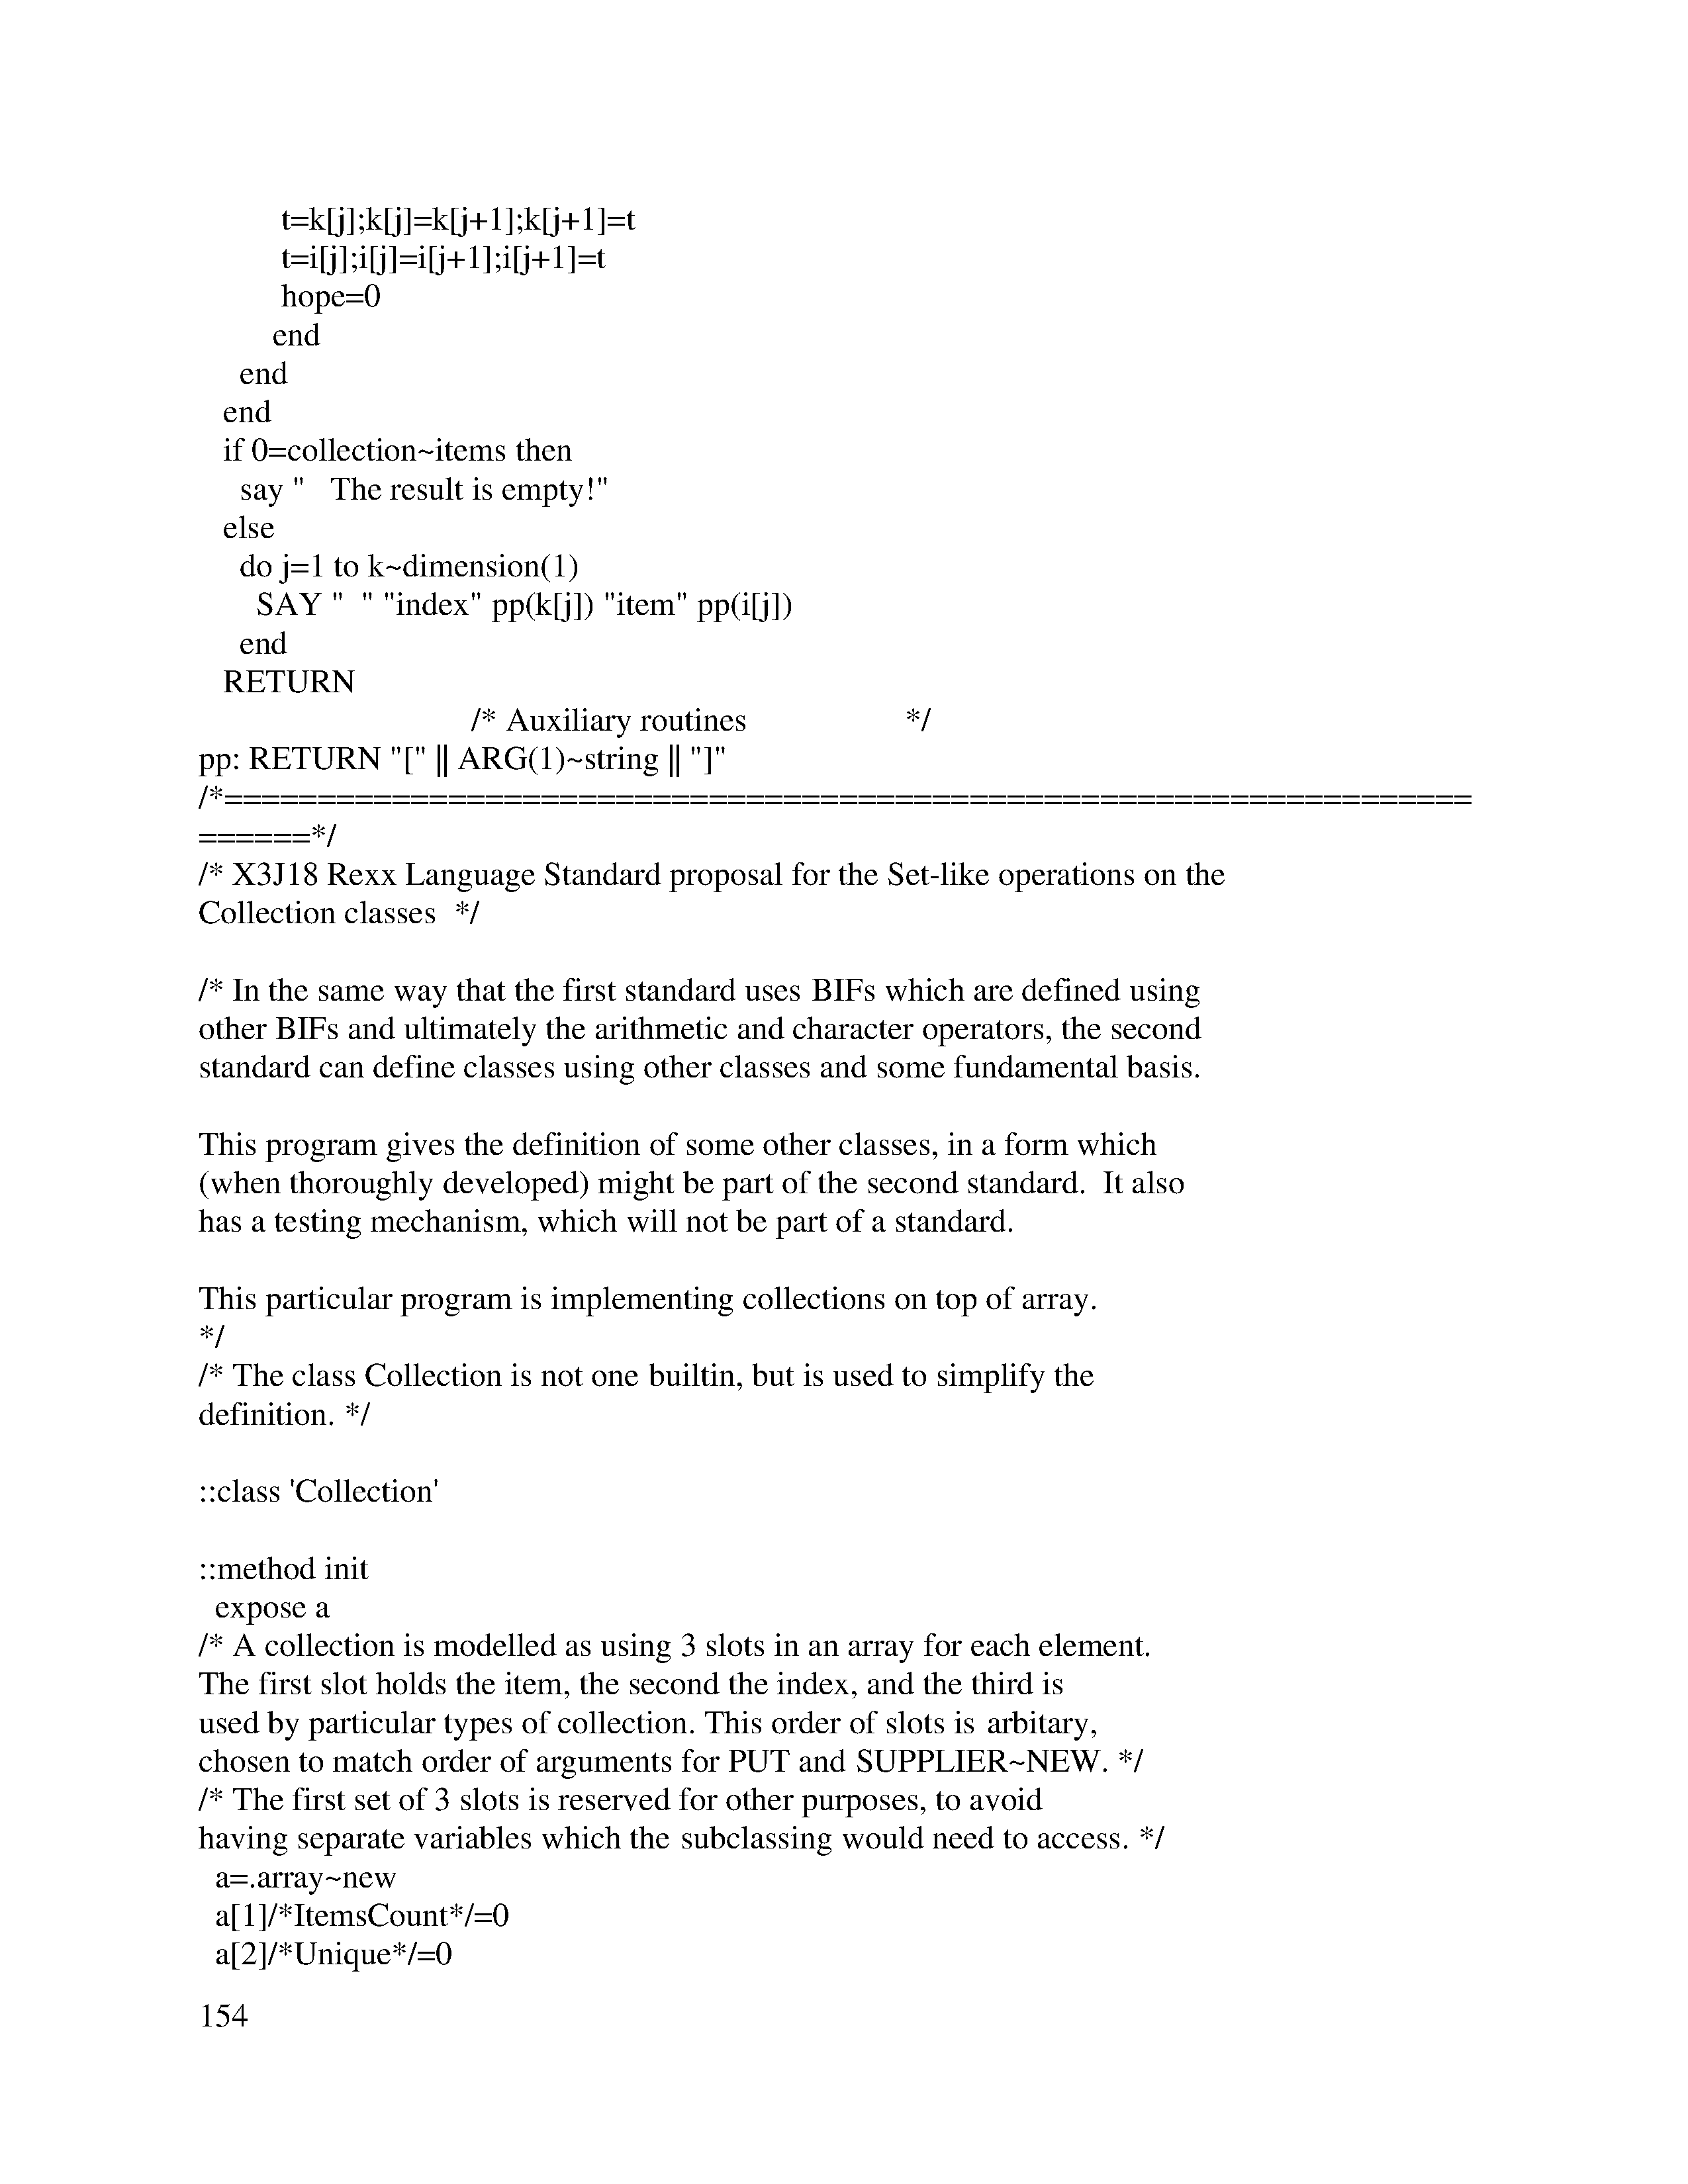 t=k[j];k[j]=k[j+1];k[j+1]=t
t=i[j];i[j]=i[j+1];i[j+1]=t
hope=0
end
end
end
if 0=collection~items then
say "   The result is empty!"
else
do j=1 to k~dimension(1)
SAY "  " "index" pp(k[j]) "item" pp(i[j])
end
RETURN
/* Auxiliary routines                    */
pp: RETURN "[" || ARG(1)~string || "]"
/*===================================================================
======*/
/* X3J18 Rexx Language Standard proposal for the Set-like operations on the
Collection classes  */

/* In the same way that the first standard uses BIFs which are defined using
other BIFs and ultimately the arithmetic and character operators, the second
standard can define classes using other classes and some fundamental basis.

This program gives the definition of some other classes, in a form which
(when thoroughly developed) might be part of the second standard.  It also
has a testing mechanism, which will not be part of a standard.

This particular program is implementing collections on top of array.
*/
/* The class Collection is not one builtin, but is used to simplify the
definition. */

::class 'Collection'

::method init
expose a
/* A collection is modelled as using 3 slots in an array for each element.
The first slot holds the item, the second the index, and the third is
used by particular types of collection. This order of slots is arbitary,
chosen to match order of arguments for PUT and SUPPLIER~NEW. */
/* The first set of 3 slots is reserved for other purposes, to avoid
having separate variables which the subclassing would need to access. */
a=.array~new
a[1]/*ItemsCount*/=0
a[2]/*Unique*/=0

154